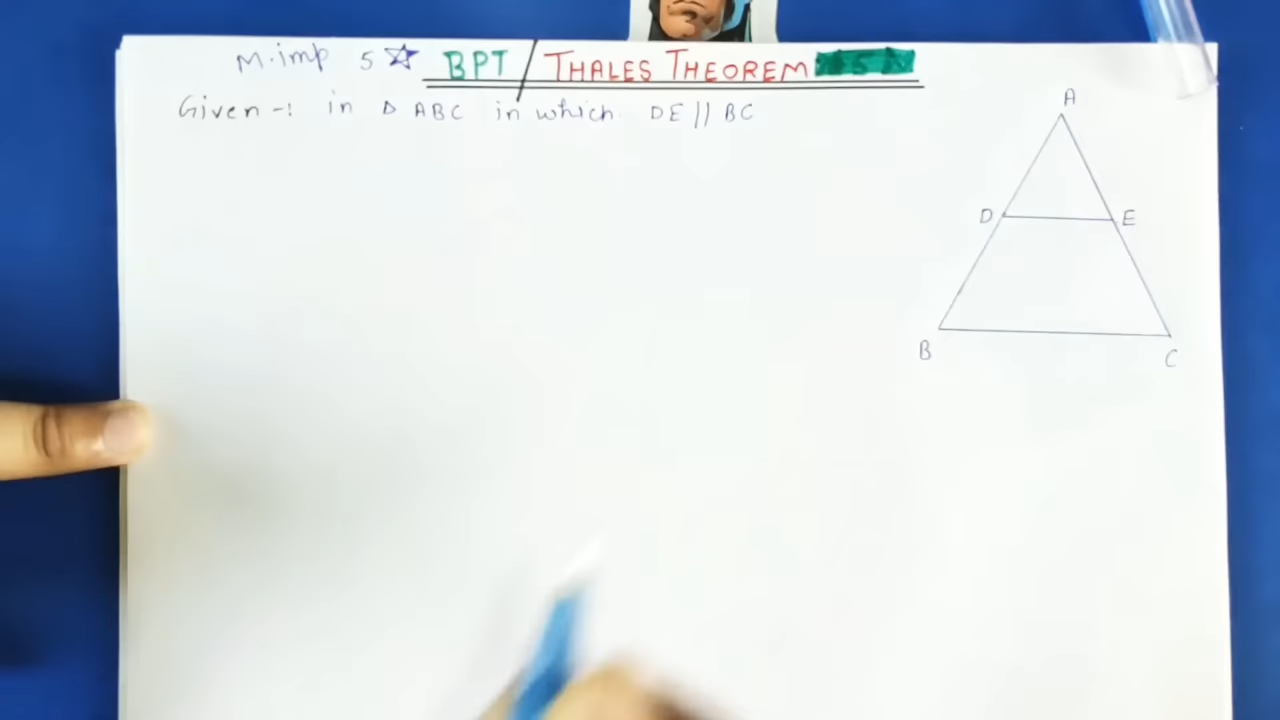 M.imp 5☆ BPT / THALES THEOREM
Given -: in Δ ABC in which DE || BC
A
D E
B C